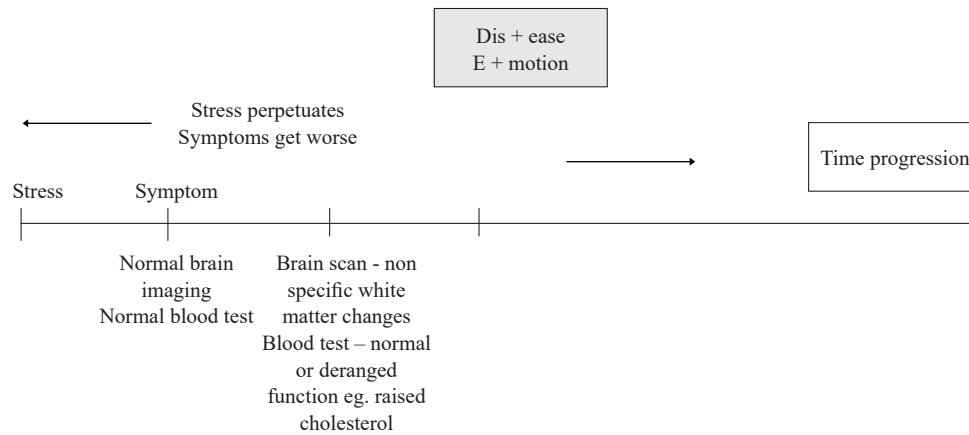 Dis + ease
E + motion
Stress perpetuates
Symptoms get worse
Time progression
Stress
Symptom
Normal brain
imaging
Normal blood test
Brain scan - non
specific white
matter changes
Blood test – normal
or deranged
function eg. raised
cholesterol